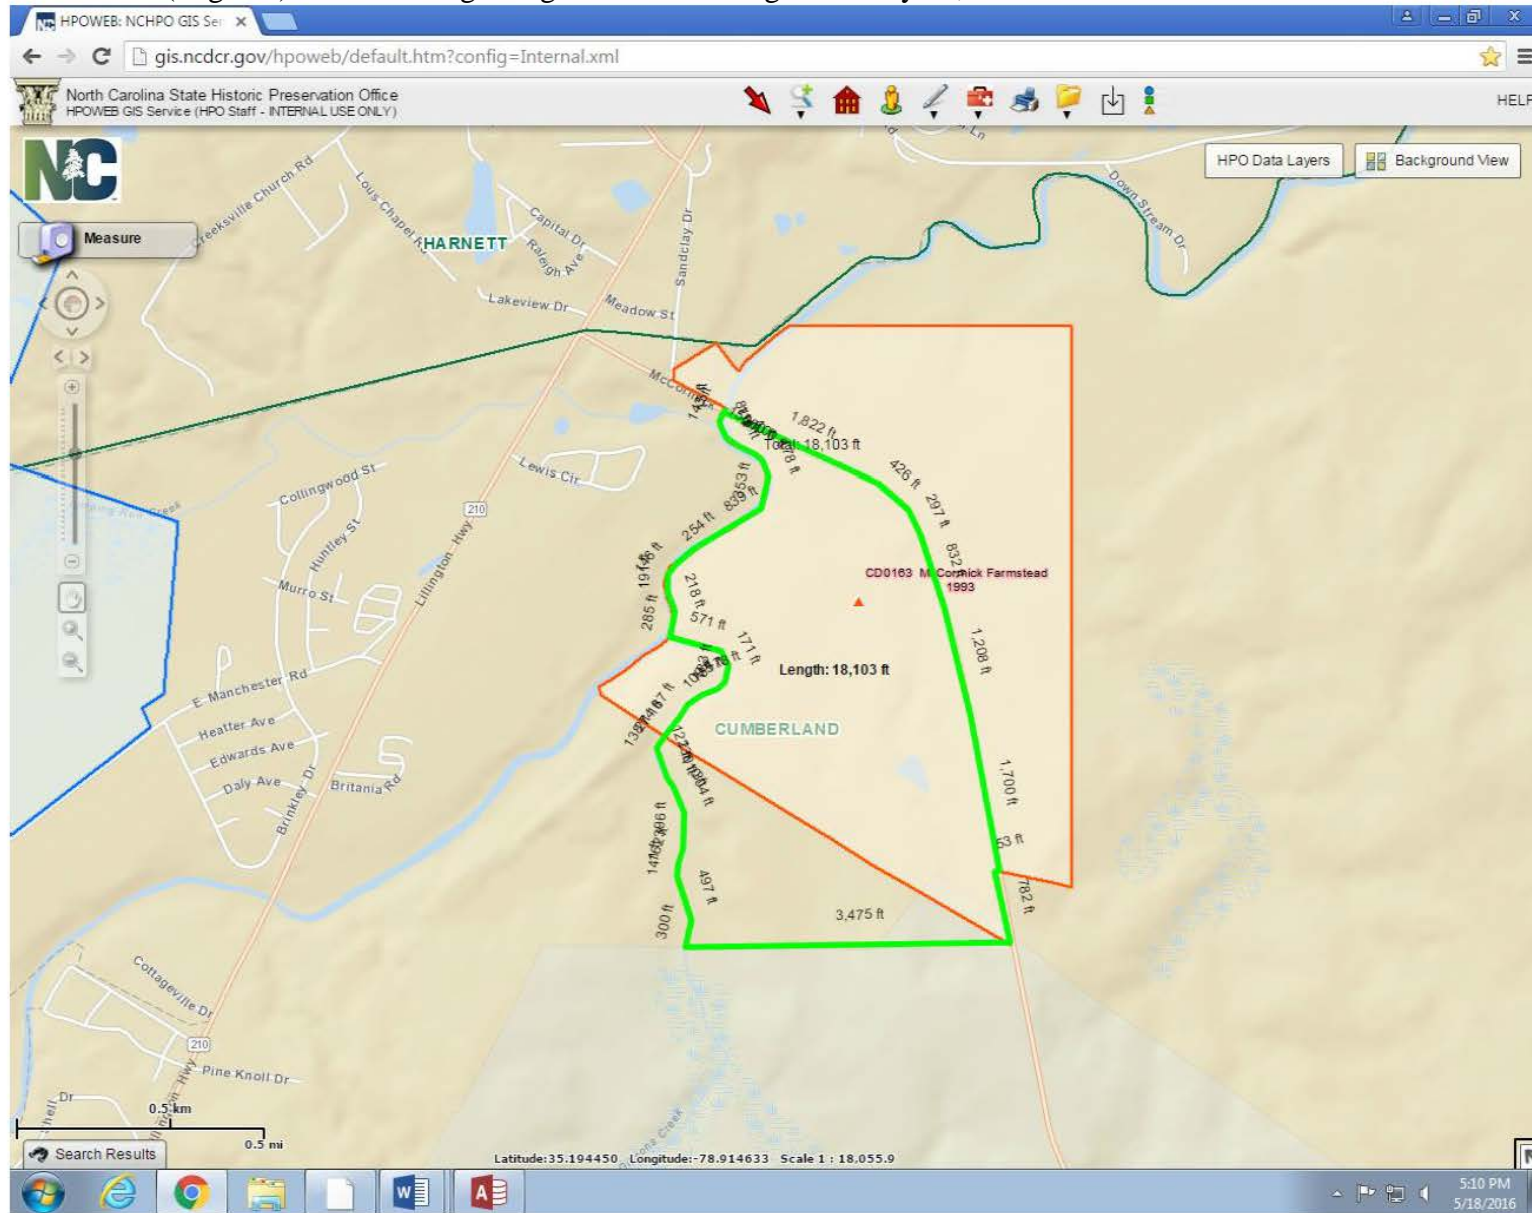 HPOWEB: NCHPO GIS Ser
gis.ncdcr.gov/hpoweb/default.htm?config=Internal.xml
North Carolina State Historic Preservation Office
HPOWEB GIS Service (HPO Staff - INTERNAL USE ONLY)
HELP
NC
HPO Data Layers
Background View
Measure
Creeksville Church Rd
Lous Chapel
HARNETT
Capital Dr
Raleigh Ave
Sandclay Dr
Down Stream Dr
Lakeview Dr
Meadow St
McCormick
1,822 ft
Total: 18,103 ft
Lewis Cir
Collingwood St
426 ft
839 ft
297 ft
254 ft
210
Huntley St
Lillington Hwy
Murro St
218 ft
285 ft
571 ft
171 ft
CD0163 McCormick Farmstead
1993
1,208 ft
Length: 18,103 ft
E Manchester Rd
Heatter Ave
Edwards Ave
Daly Ave
Brinkley Dr
Britania Rd
CUMBERLAND
1,700 ft
53 ft
782 ft
497 ft
300 ft
3,475 ft
Cottageville Dr
210
Pine Knoll Dr
0.5 km
0.5 mi
Search Results
Latitude:35.194450 Longitude:-78.914633 Scale 1 : 18,055.9
5:10 PM
5/18/2016